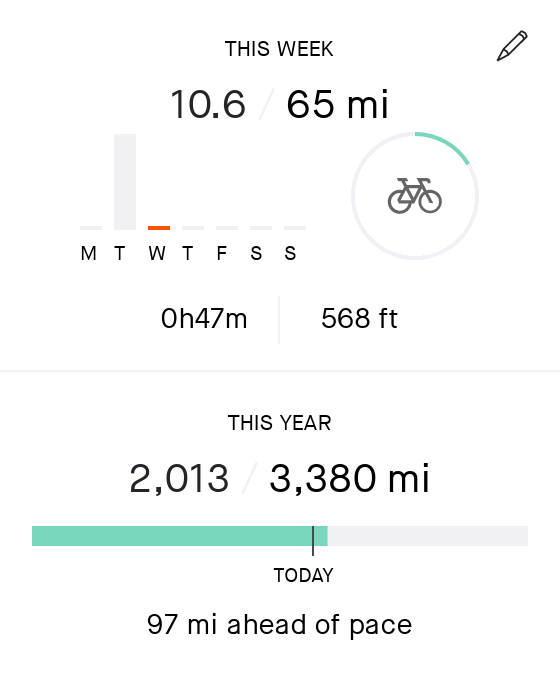 THIS WEEK
10.6 / 65 mi
M T W T F S S
0h47m 568 ft
THIS YEAR
2,013 / 3,380 mi
TODAY
97 mi ahead of pace